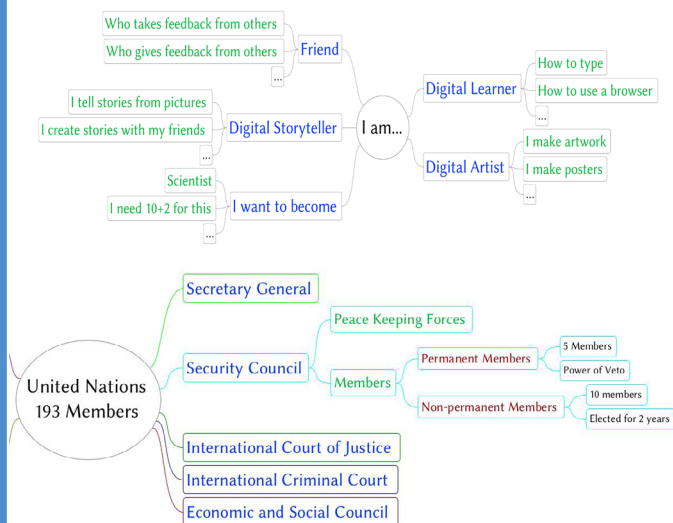 Who takes feedback from others
Who gives feedback from others
...
Friend
I tell stories from pictures
I create stories with my friends
...
Digital Storyteller
Scientist
I need 10+2 for this
...
I want to become
I am...
Digital Learner
How to type
How to use a browser
...
Digital Artist
I make artwork
I make posters
...
United Nations
193 Members
Secretary General
Security Council
Peace Keeping Forces
Members
Permanent Members
5 Members
Power of Veto
Non-permanent Members
10 members
Elected for 2 years
International Court of Justice
International Criminal Court
Economic and Social Council